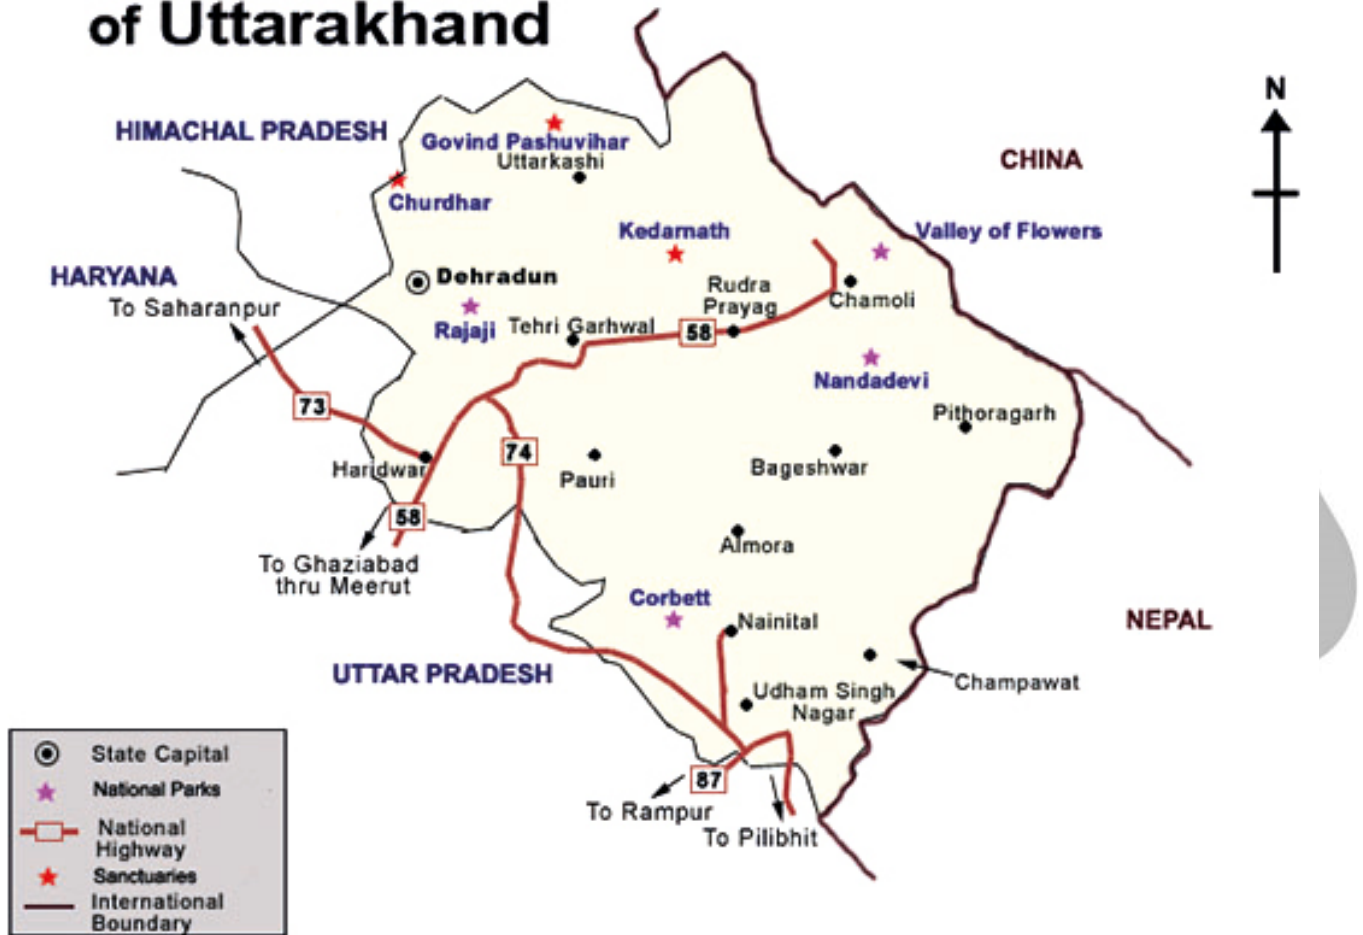 of Uttarakhand
N
HIMACHAL PRADESH
Govind Pashuvihar
Uttarkashi
CHINA
Churdhar
Kedarnath
Valley of Flowers
HARYANA
Dehradun
To Saharanpur
Rudra
Prayag
Chamoli
Rajaji
Tehri Garhwal
58
Nandadevi
73
Pithoragarh
74
Haridwar
Pauri
Bageshwar
58
Almora
To Ghaziabad
thru Meerut
Corbett
Nainital
NEPAL
UTTAR PRADESH
Champawat
Udham Singh
Nagar
87
To Rampur
To Pilibhit
State Capital
National Parks
National
Highway
Sanctuaries
International
Boundary